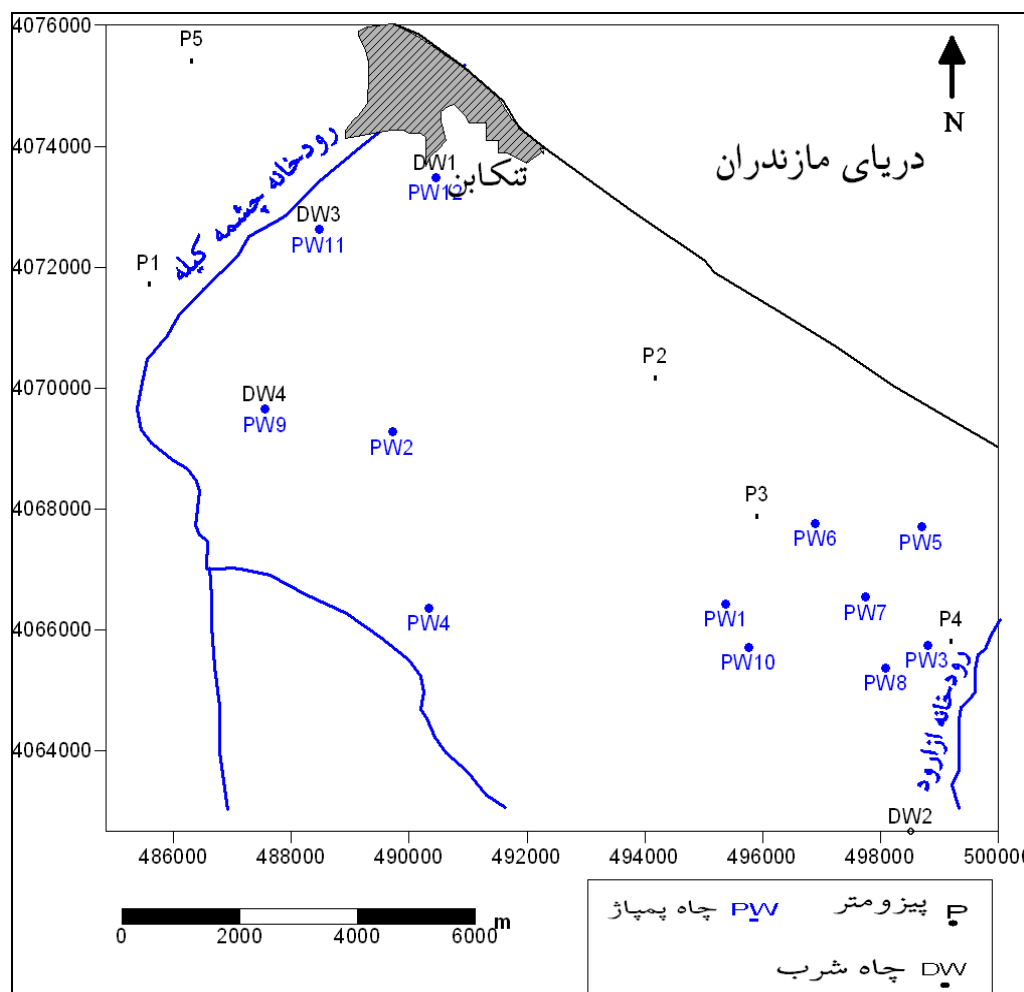 4076000
P5
N
4074000
رودخانه چشمه کیله
DW1
PW12
تنکابن
دریای مازندران
DW3
PW11
4072000
P1
P2
4070000
DW4
PW9
PW2
4068000
P3
PW6
PW5
PW7
4066000
PW4
PW1
PW10
P4
PW3
PW8
رودخانه ازارود
4064000
DW2
486000 488000 490000 492000 494000 496000 498000 500000
0 2000 4000 6000 m
P پیزومتر
PW چاه پمپاژ
DW چاه شرب